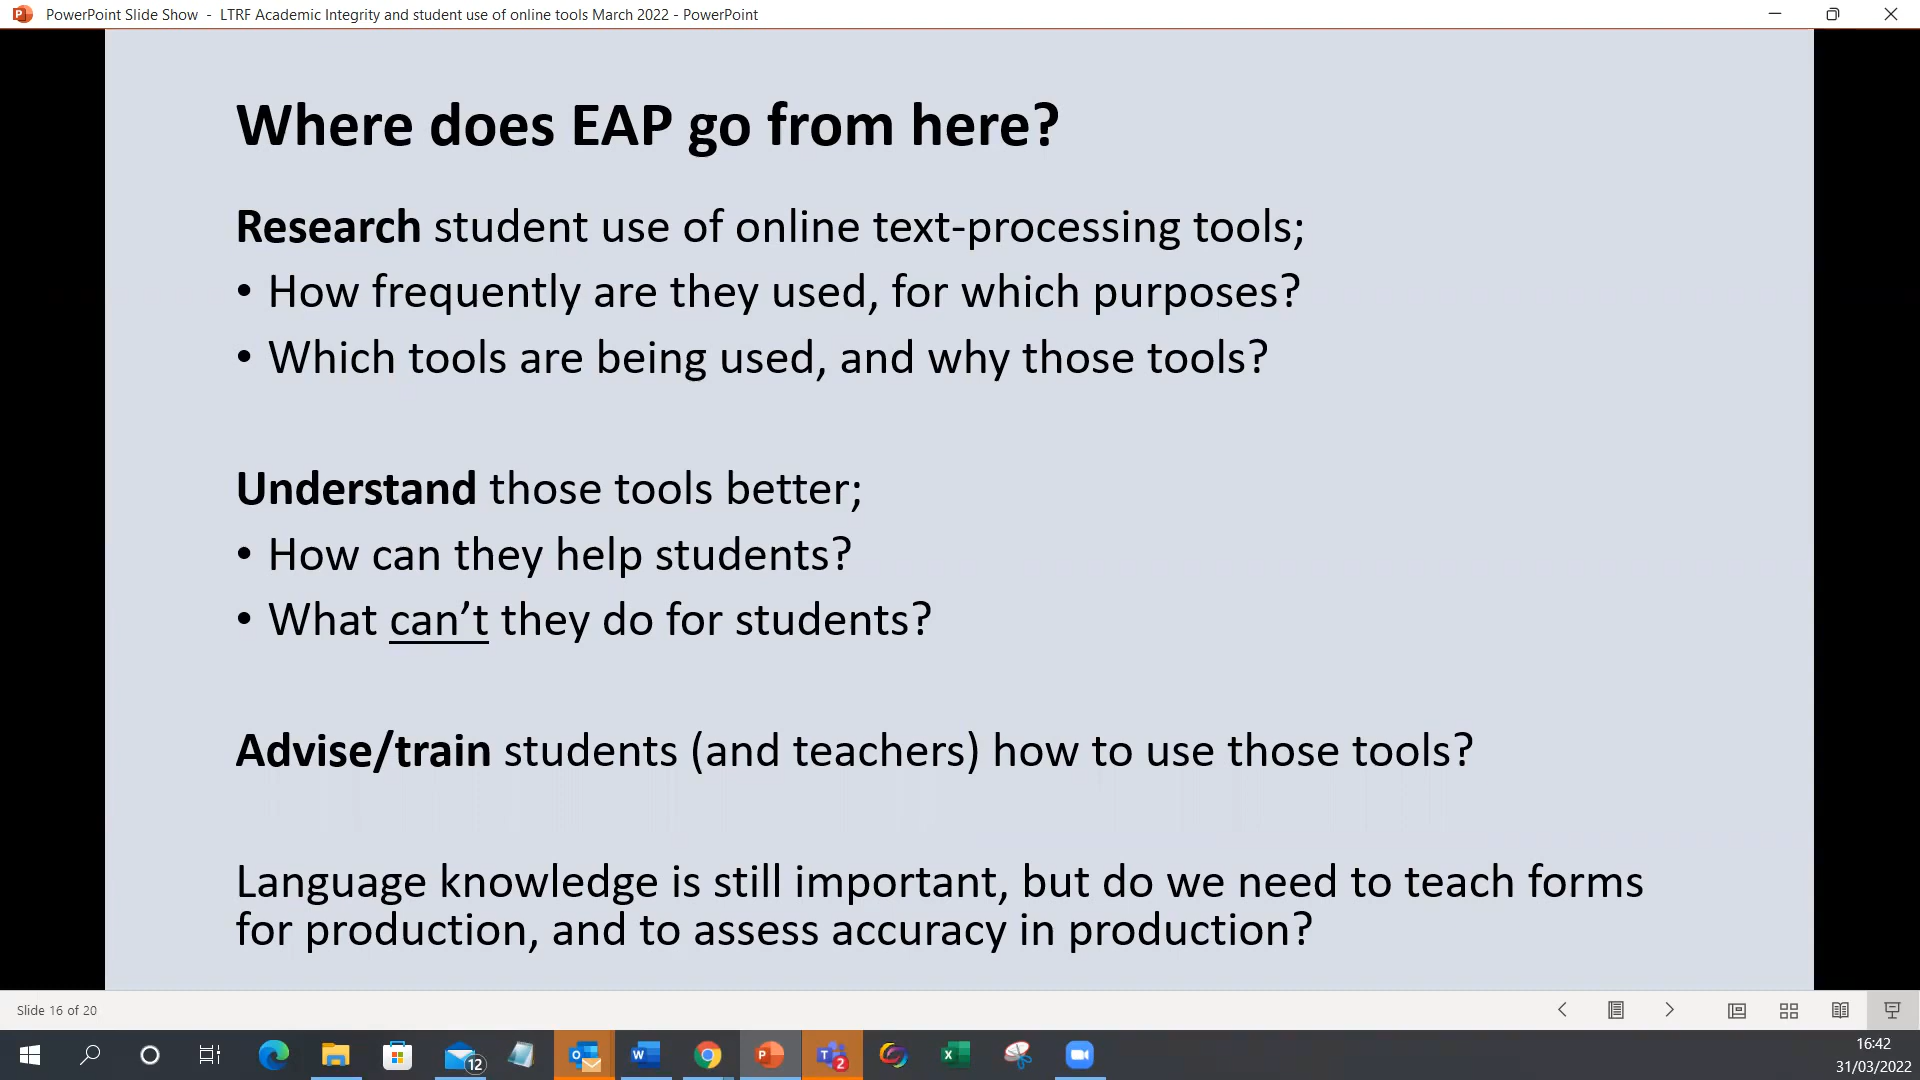 PowerPoint Slide Show - LTRF Academic Integrity and student use of online tools March 2022 - PowerPoint
Where does EAP go from here?
Research student use of online text-processing tools;
• How frequently are they used, for which purposes?
• Which tools are being used, and why those tools?
Understand those tools better;
• How can they help students?
• What can’t they do for students?
Advise/train students (and teachers) how to use those tools?
Language knowledge is still important, but do we need to teach forms
for production, and to assess accuracy in production?
Slide 16 of 20
12
2
16:42
31/03/2022